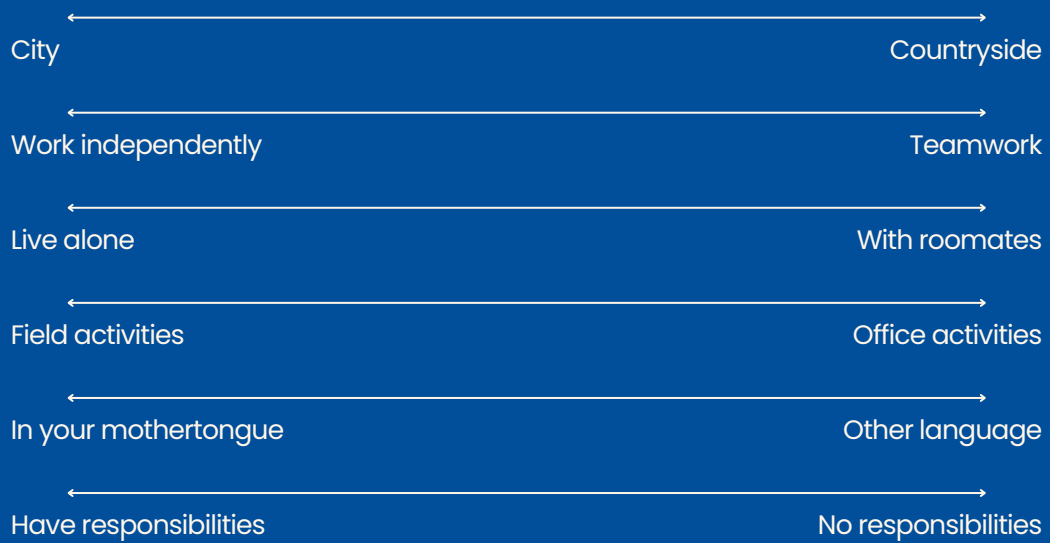 City
Countryside
Work independently
Teamwork
Live alone
With roomates
Field activities
Office activities
In your mothertongue
Other language
Have responsibilities
No responsibilities